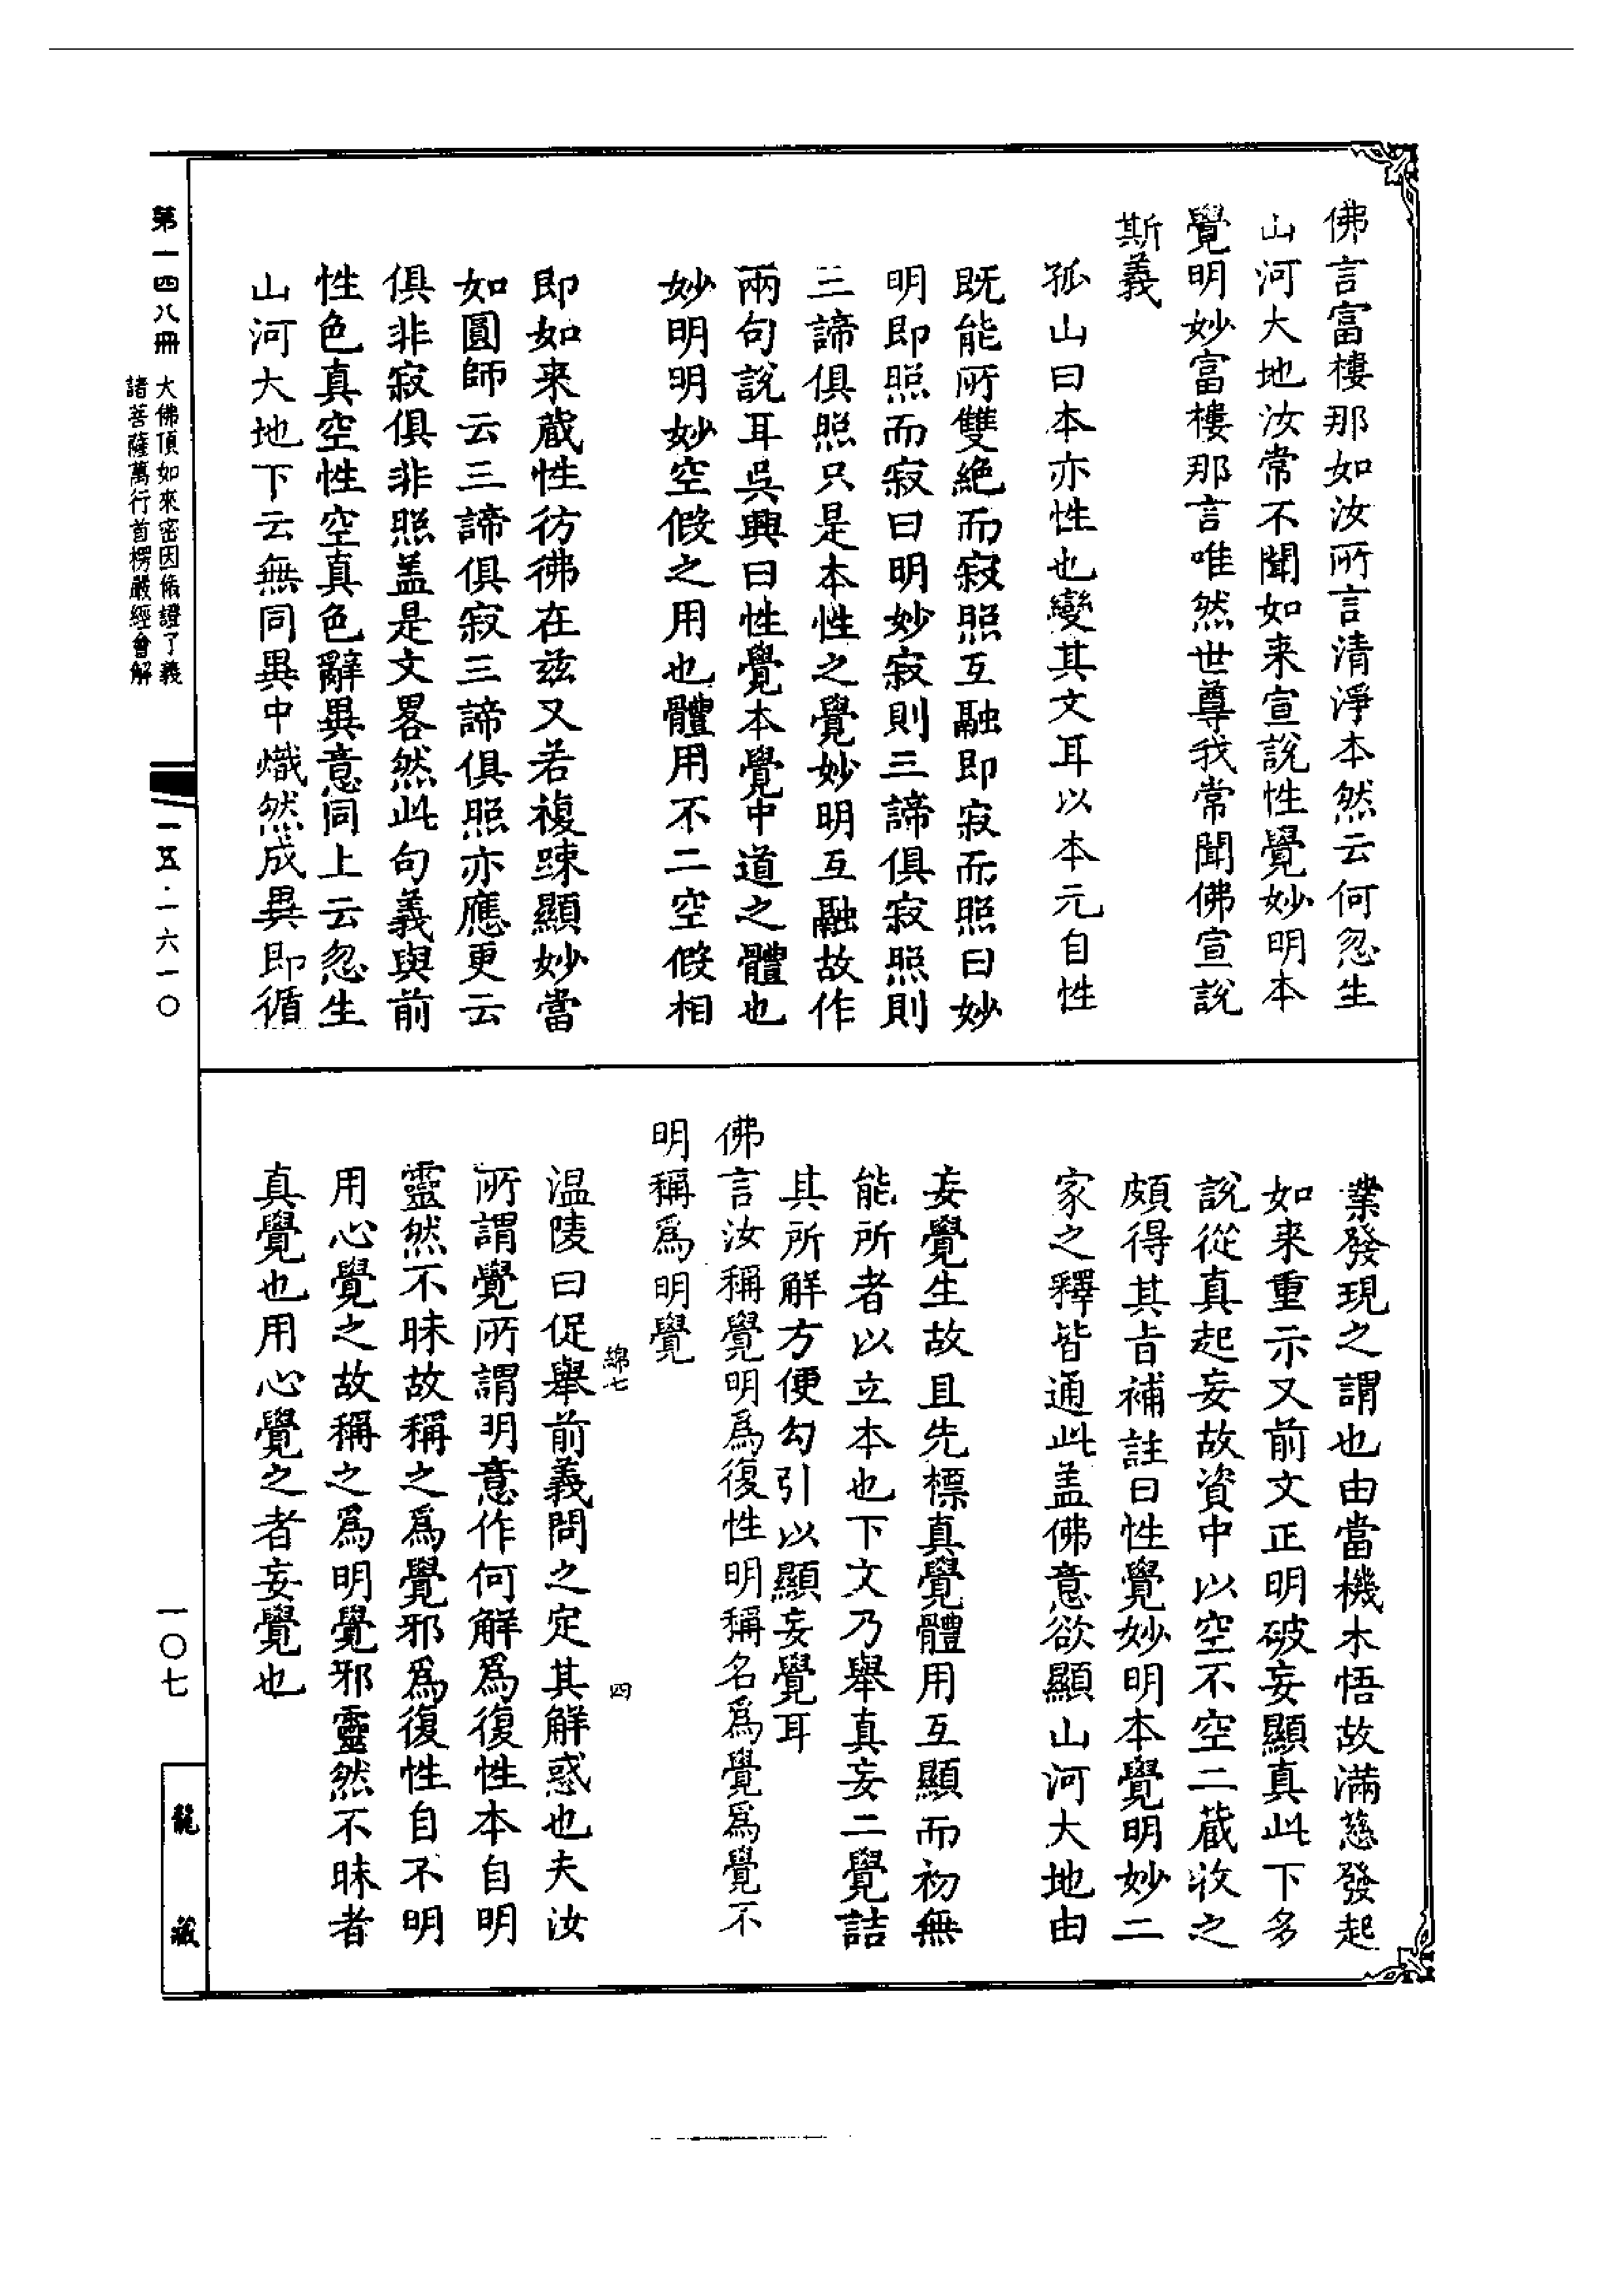 佛言富樓那如汝所言清淨本然云何忽生
山河大地汝常不聞如来宣說性覺妙明本
覺明妙富樓那言唯然世尊我常聞佛宣說
斯義
孤山曰本亦性也變其文耳以本元自性
既能所雙絶而寂照互融即寂而照曰妙
明即照而寂曰明妙寂則三諦俱寂照則
三諦俱照只是本性之覺妙明互融故作
兩句說耳吳興曰性覺本覺中道之體也
妙明明妙空假之用也體用不二空假相
即如来蔵性彷彿在兹又若複踈顯妙當
如圓師云三諦俱寂三諦俱照亦應更云
俱非寂俱非照盖是文畧然此句義與前
性色真空性空真色辭異意同上云忽生
山河大地下云無同異中熾然成異即循
業發現之謂也由當機未悟故滿慈發起
如来重示又前文正明破妄顯真此下多
說從真起妄故資中以空不空二蔵收之
頗得其㫖補註曰性覺妙明本覺明妙二
家之釋皆通此盖佛意欲顯山河大地由
妄覺生故且先標真覺體用互顯而初無
能所者以立本也下文乃舉真妄二覺詰
其所解方便勾引以顯妄覺耳
佛言汝稱覺明爲復性明稱名爲覺爲覺不
明稱爲明覺
綿七 四
温陵曰促舉前義問之定其解惑也夫汝
所謂覺所謂明意作何解爲復性本自明
靈然不昧故稱之爲覺邪爲復性自不明
用心覺之故稱之爲明覺邪靈然不昧者
真覺也用心覺之者妄覺也
第一四八冊
大佛頂如來密因修證了義
諸菩薩萬行首楞嚴經會解
一五·一六一〇
一〇七
龍藏